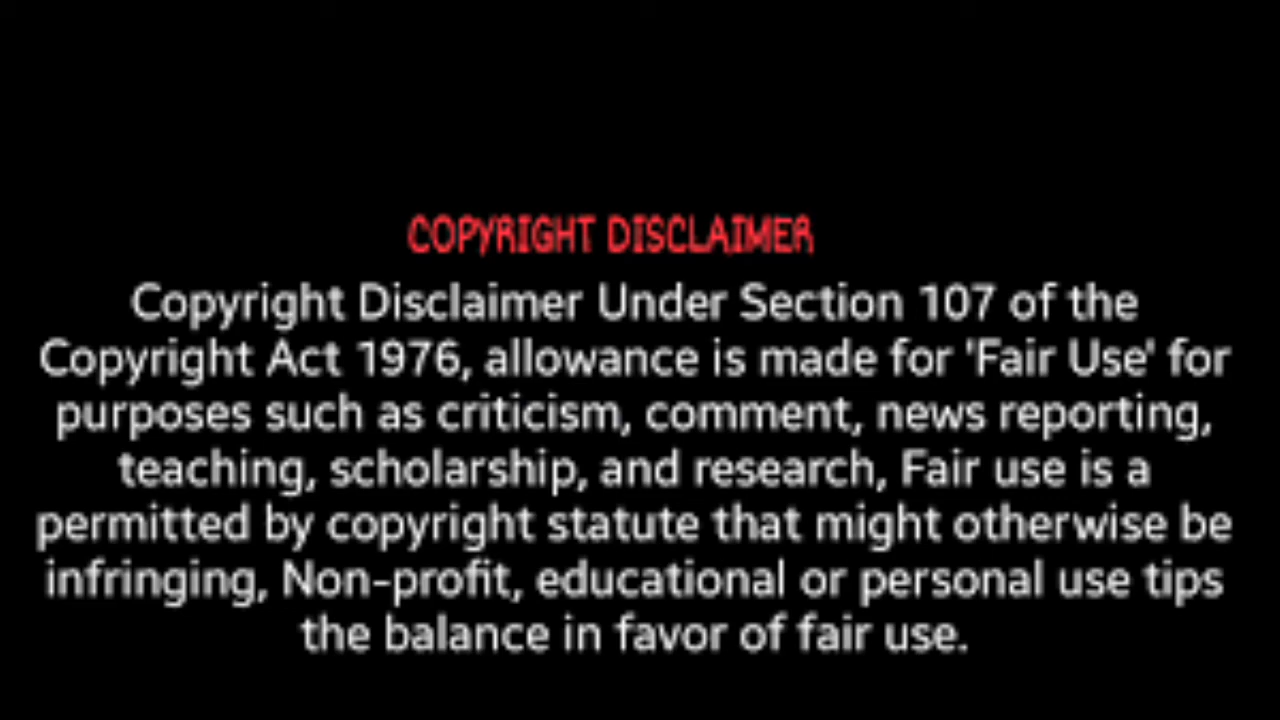 COPYRIGHT DISCLAIMER
Copyright Disclaimer Under Section 107 of the
Copyright Act 1976, allowance is made for 'Fair Use' for
purposes such as criticism, comment, news reporting,
teaching, scholarship, and research, Fair use is a
permitted by copyright statute that might otherwise be
infringing, Non-profit, educational or personal use tips
the balance in favor of fair use.